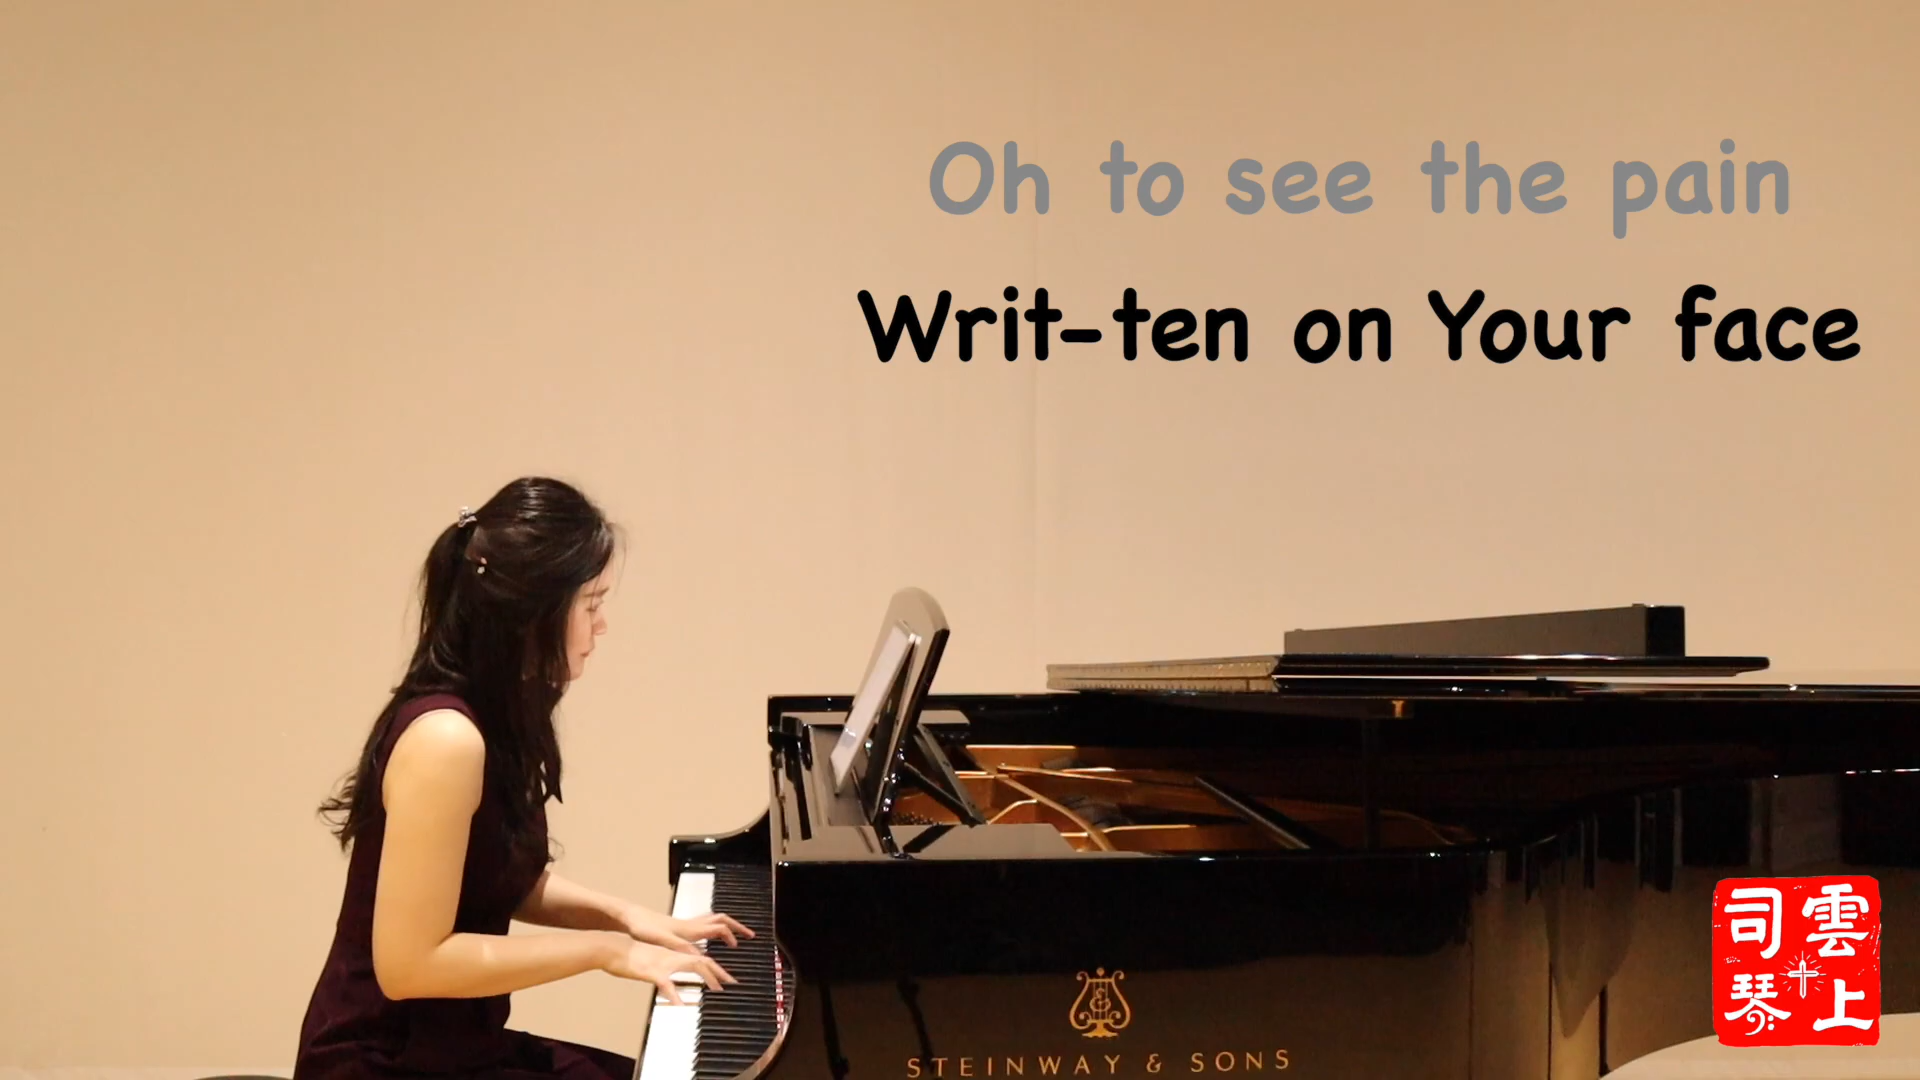 Oh to see the pain
Writ-ten on Your face
雲上
司琴
STEINWAY & SONS